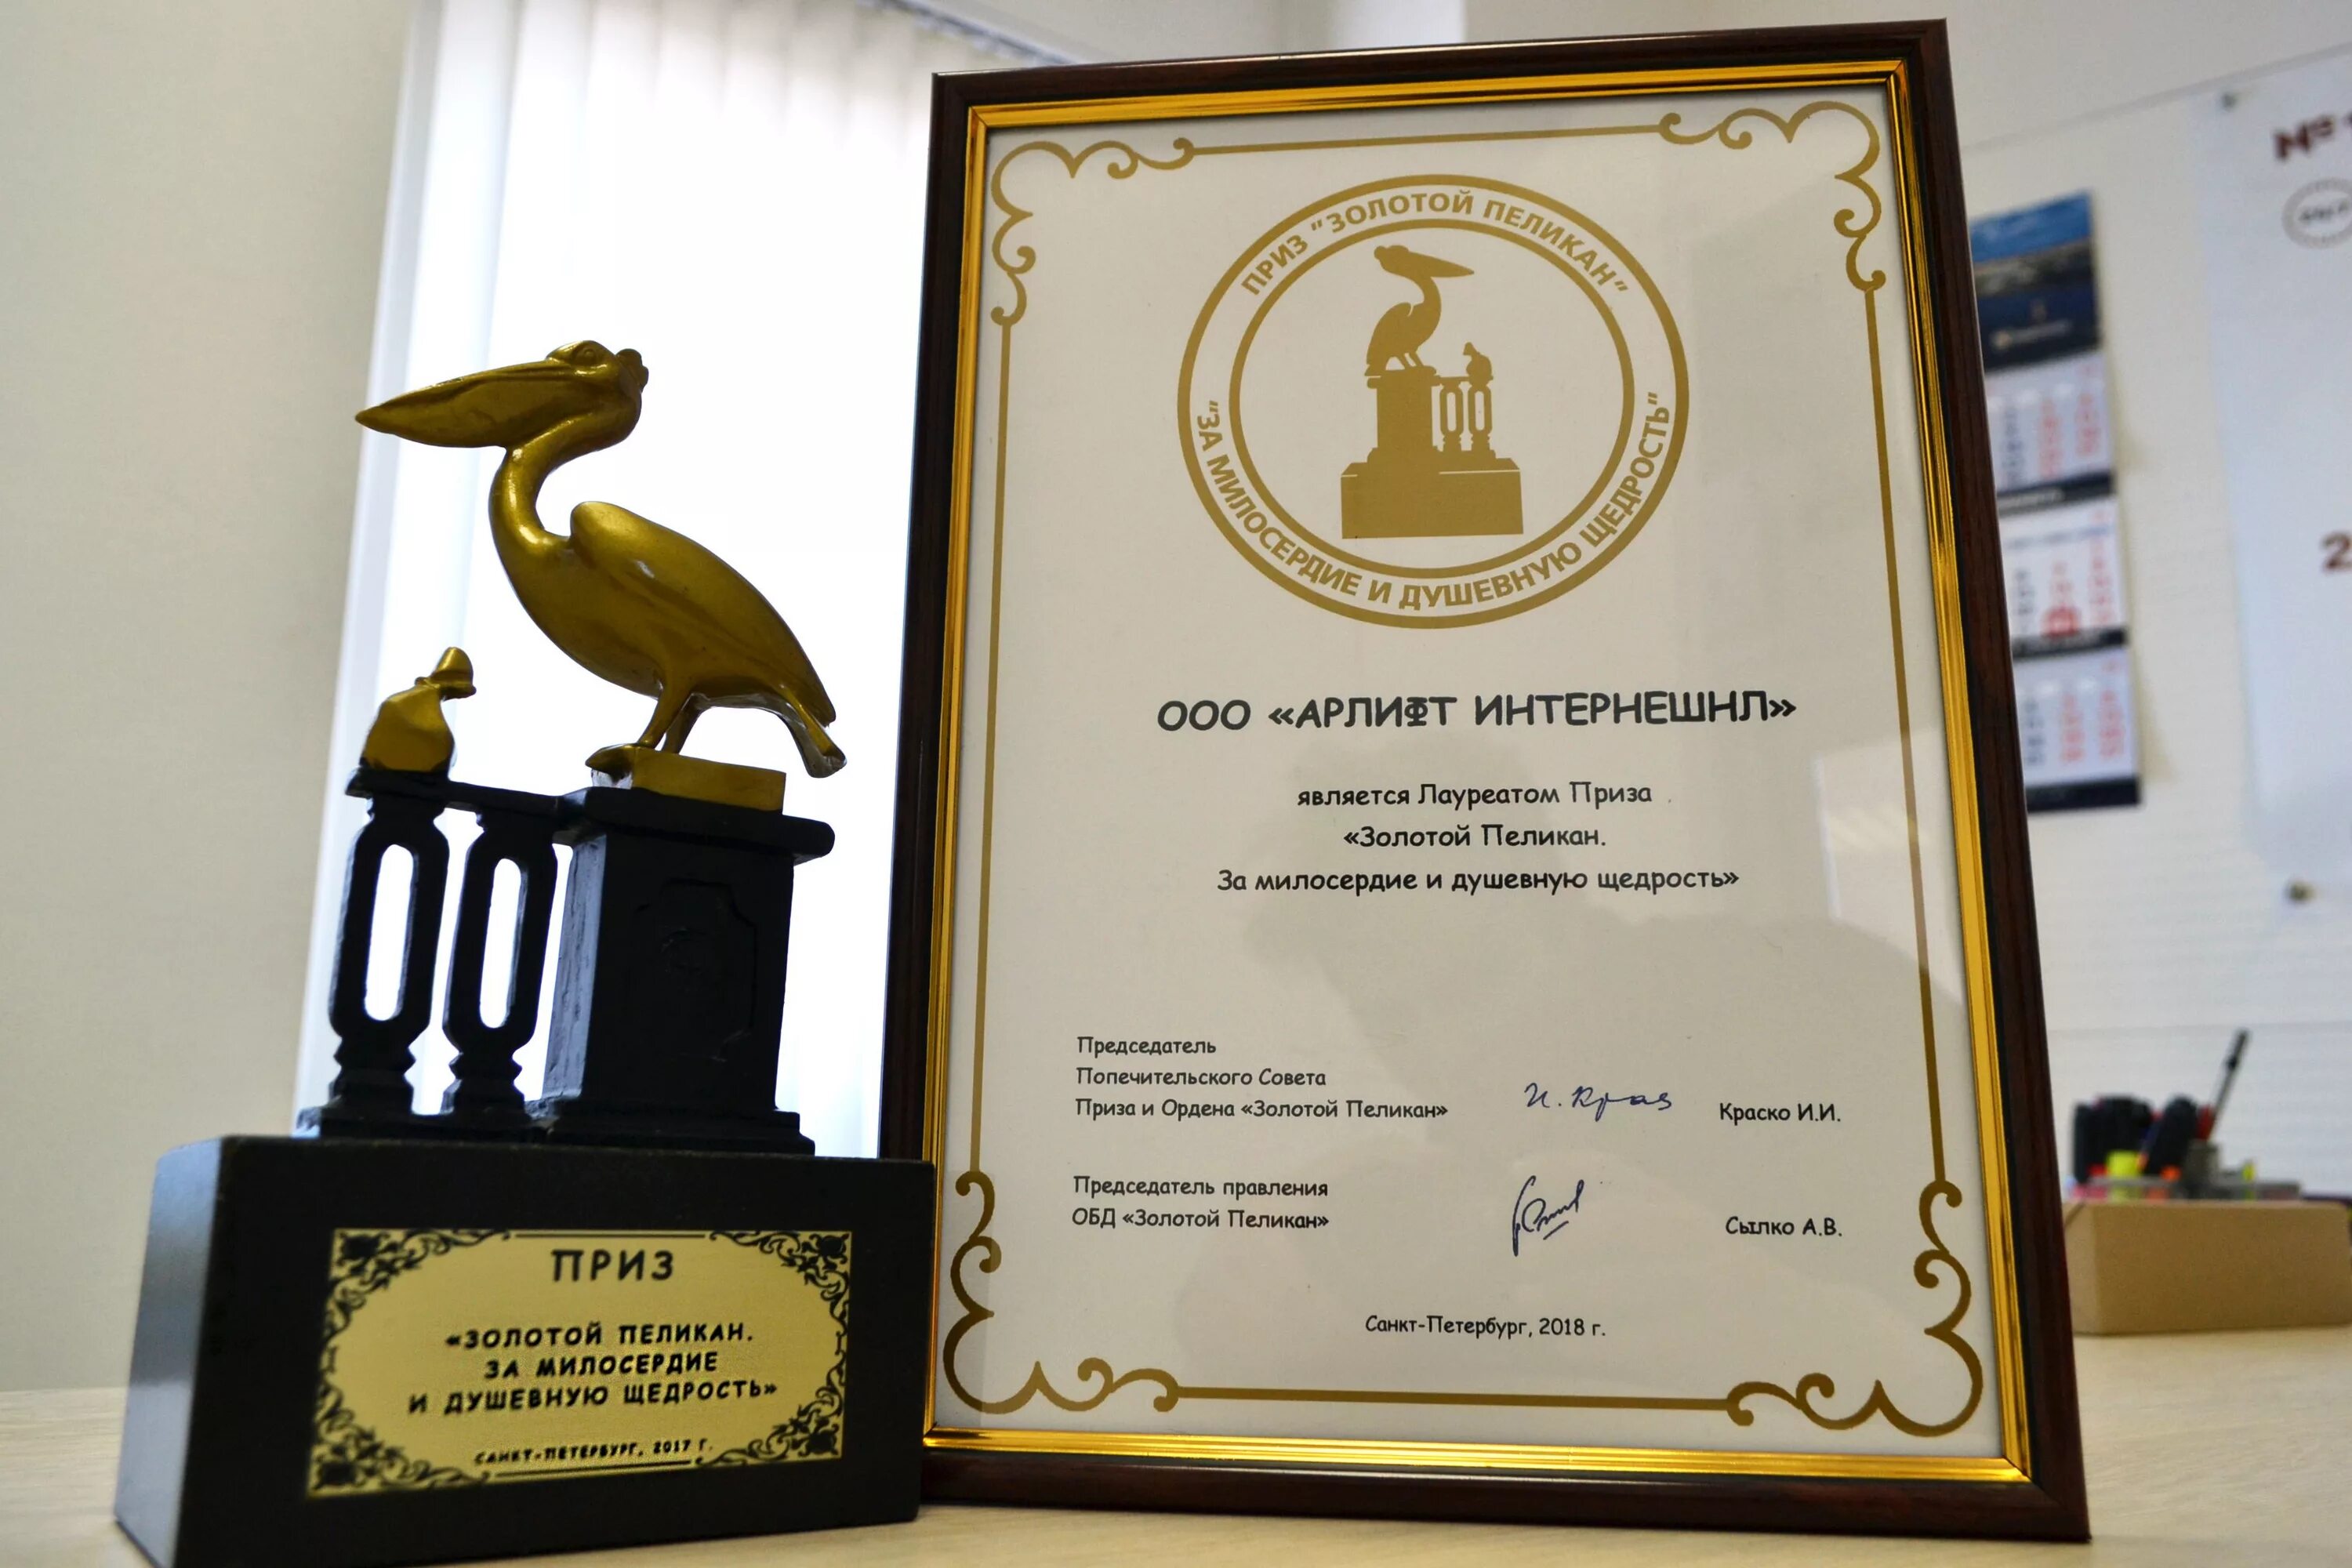 ПРИЗ "ЗОЛОТОЙ ПЕЛИКАН"
"ЗА МИЛОСЕРДИЕ И ДУШЕВНУЮ ЩЕДРОСТЬ"
ООО «АРЛИФТ ИНТЕРНЕШНЛ»
является Лауреатом Приза
«Золотой Пеликан.
За милосердие и душевную щедрость»
Председатель
Попечительского Совета
Приза и Ордена «Золотой Пеликан»
Краско И.И.
Председатель правления
ОБД «Золотой Пеликан»
Сылко А.В.
Санкт-Петербург, 2018 г.
ПРИЗ
«ЗОЛОТОЙ ПЕЛИКАН.
ЗА МИЛОСЕРДИЕ
И ДУШЕВНУЮ ЩЕДРОСТЬ»
САНКТ-ПЕТЕРБУРГ, 2017 Г.